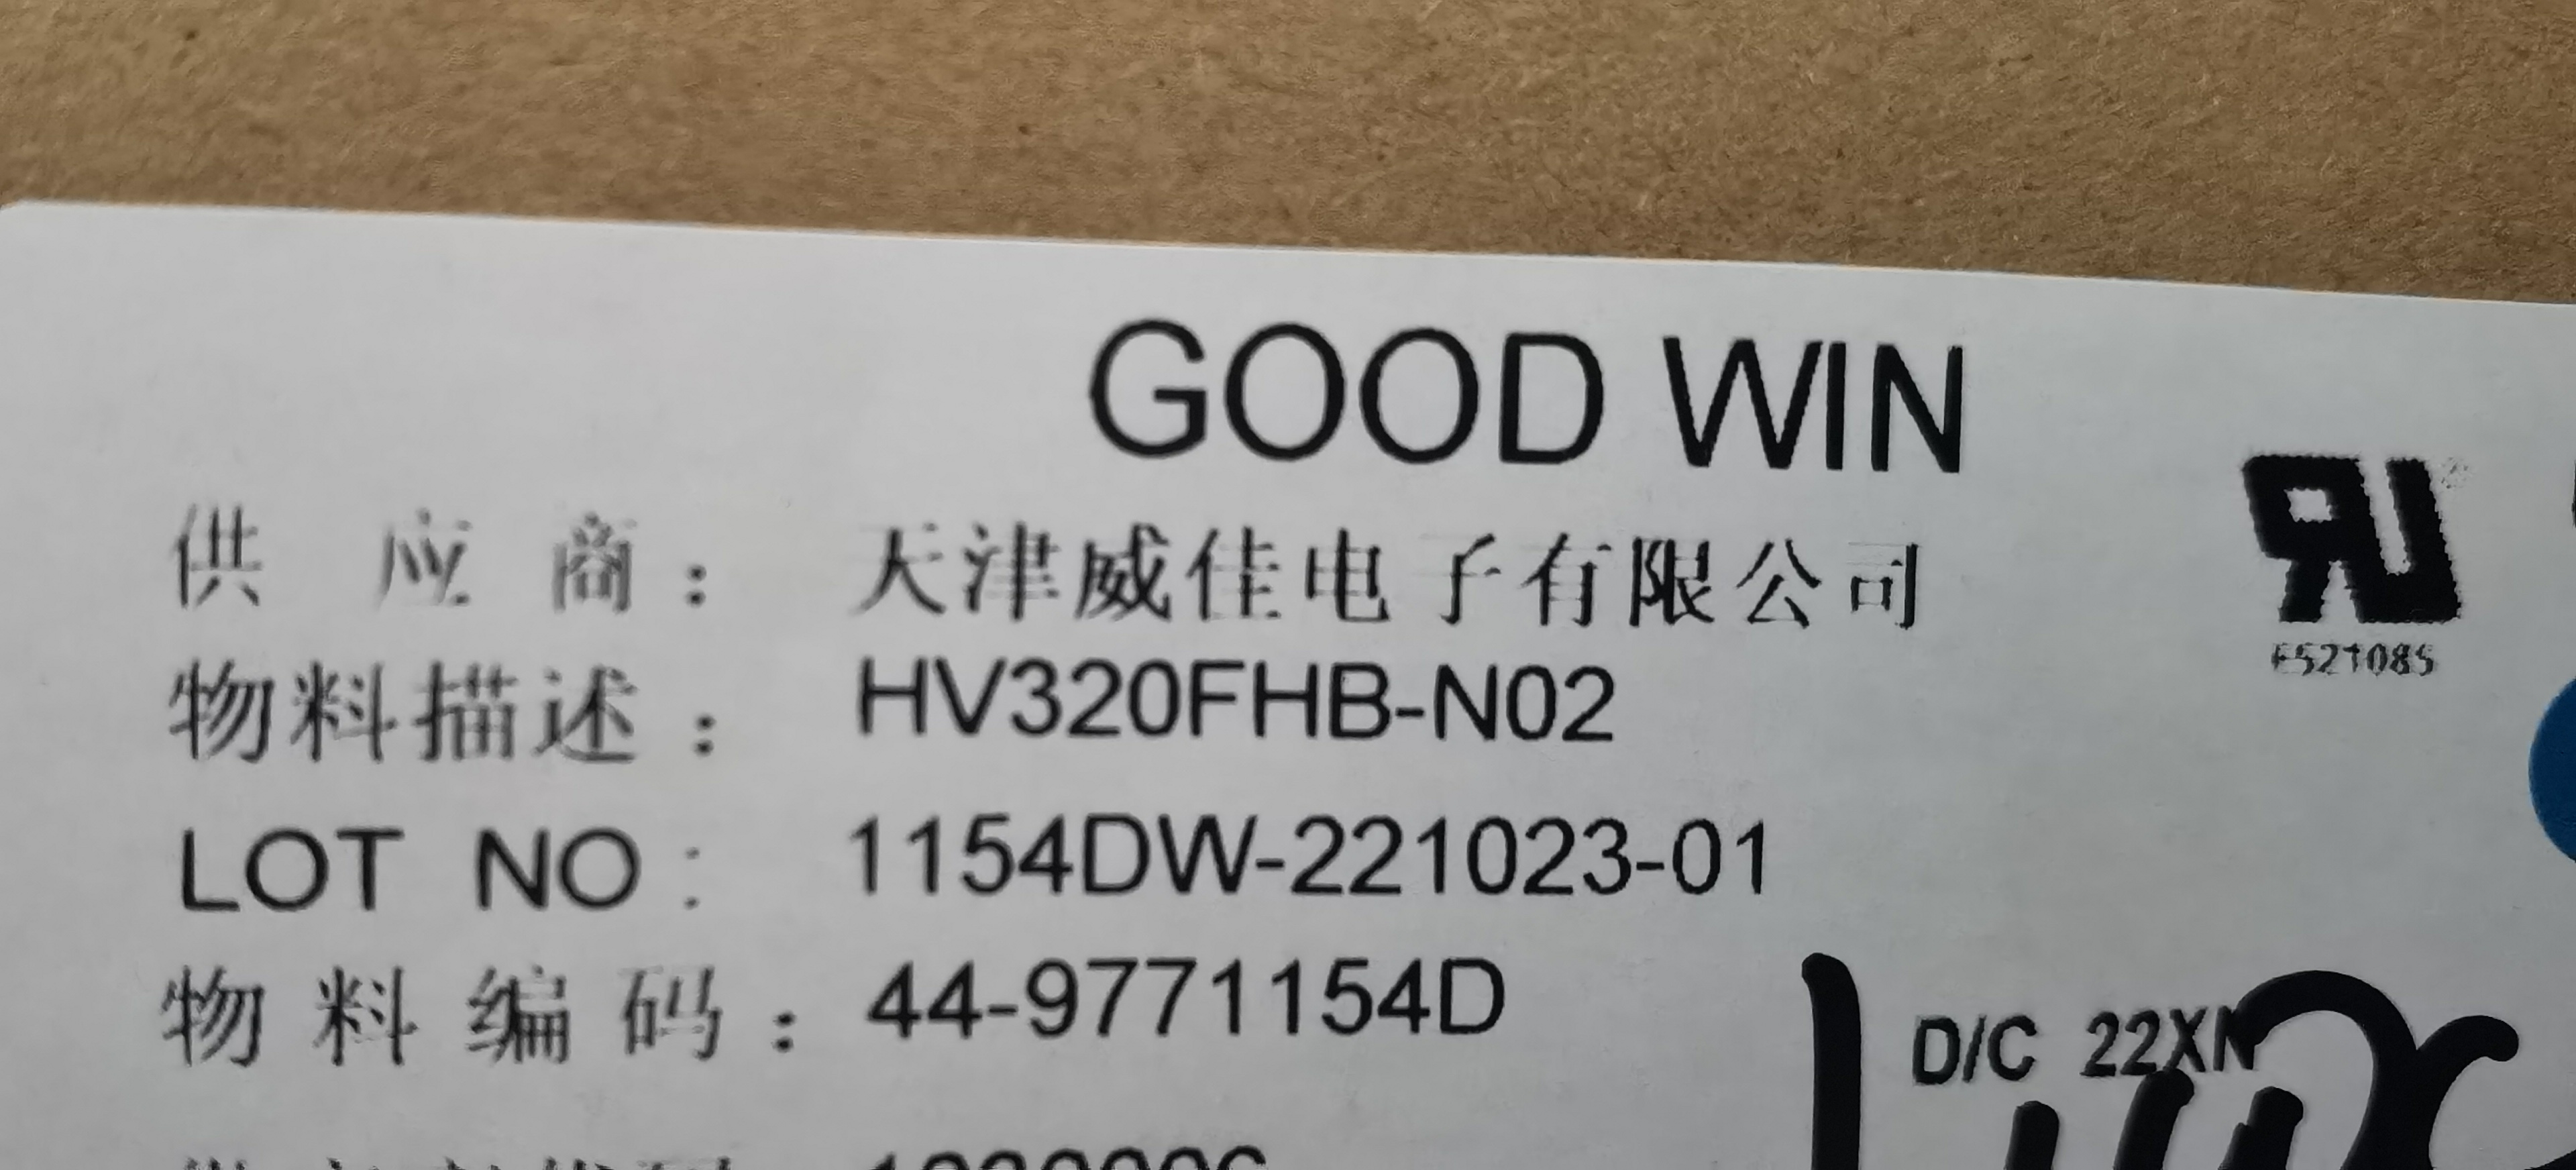 GOOD WIN
供应商: 天津威佳电子有限公司
物料描述: HV320FHB-N02
LOT NO: 1154DW-221023-01
物料编码: 44-9771154D
D/C 22XN